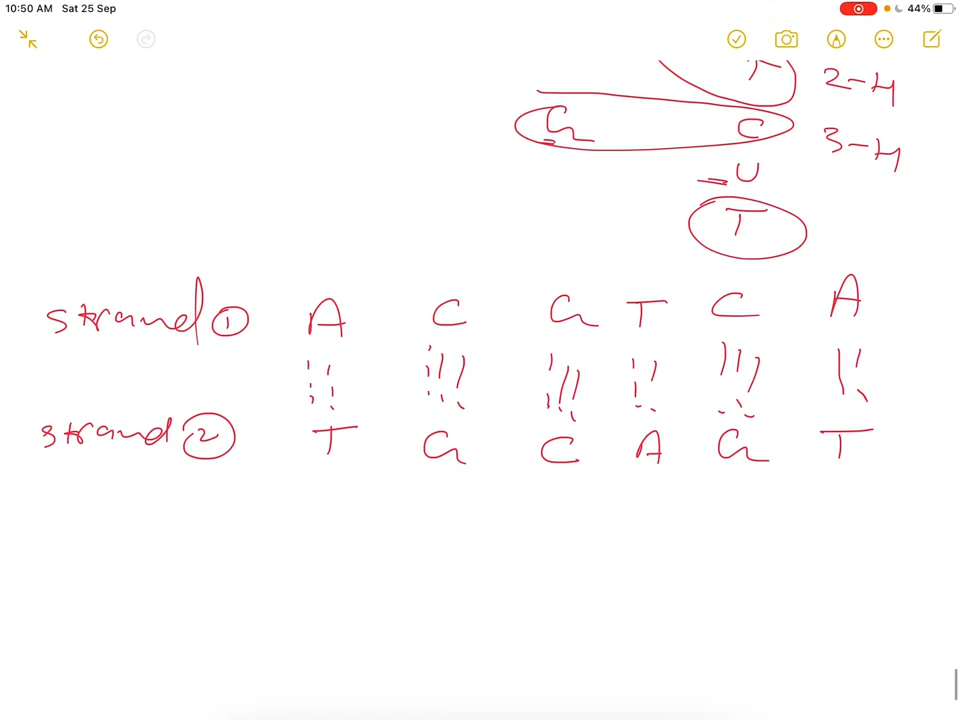 10:50 AM Sat 25 Sep 44%
T 2-H
G C 3-H
U
T
strand 1 A C G T C A
strand 2 T G C A G T